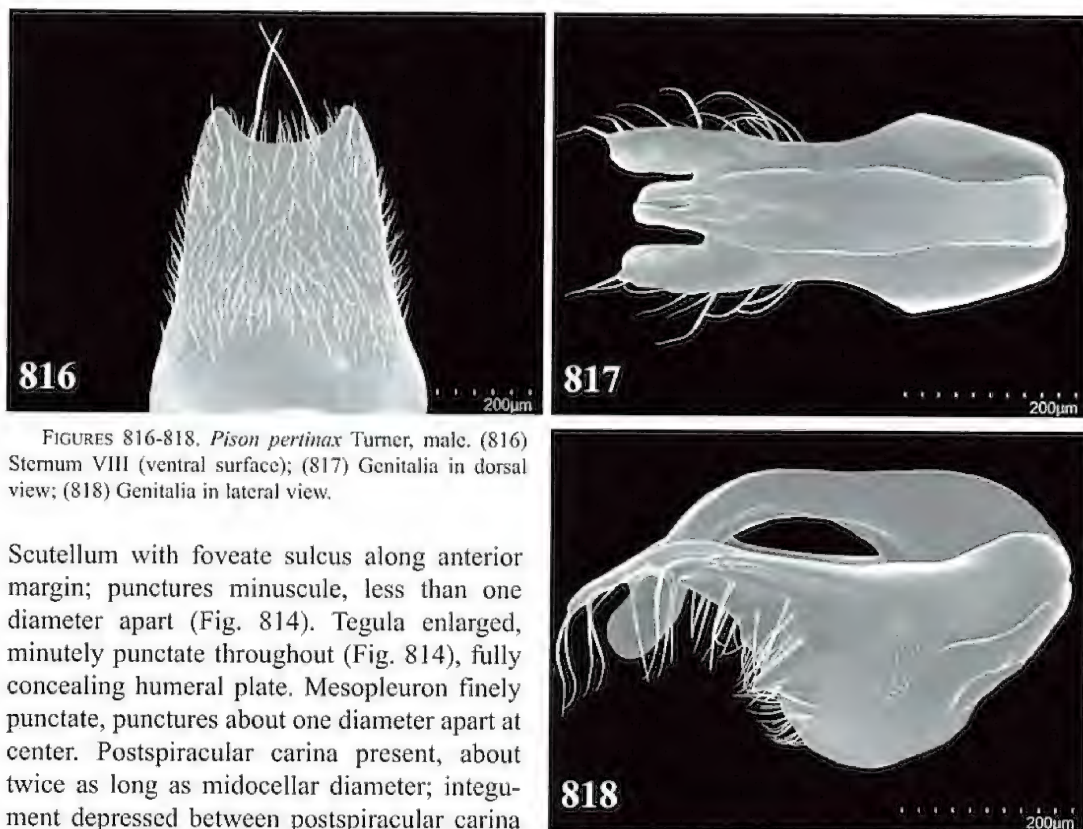 816
200µm
817
200µm
FIGURES 816-818. Pison pertinax Turner, male. (816)
Sternum VIII (ventral surface); (817) Genitalia in dorsal
view; (818) Genitalia in lateral view.
Scutellum with foveate sulcus along anterior
margin; punctures minuscule, less than one
diameter apart (Fig. 814). Tegula enlarged,
minutely punctate throughout (Fig. 814), fully
concealing humeral plate. Mesopleuron finely
punctate, punctures about one diameter apart at
center. Postspiracular carina present, about
twice as long as midocellar diameter; integu-
ment depressed between postspiracular carina
818
200µm